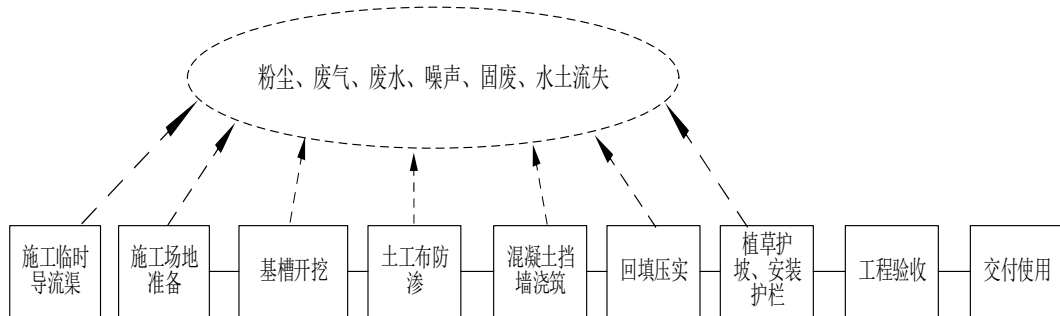 粉尘、废气、废水、噪声、固废、水土流失
施工临时
导流渠
施工场地
准备
基槽开挖
土工布防
渗
混凝土挡
墙浇筑
回填压实
植草护
坡、安装
护栏
工程验收
交付使用